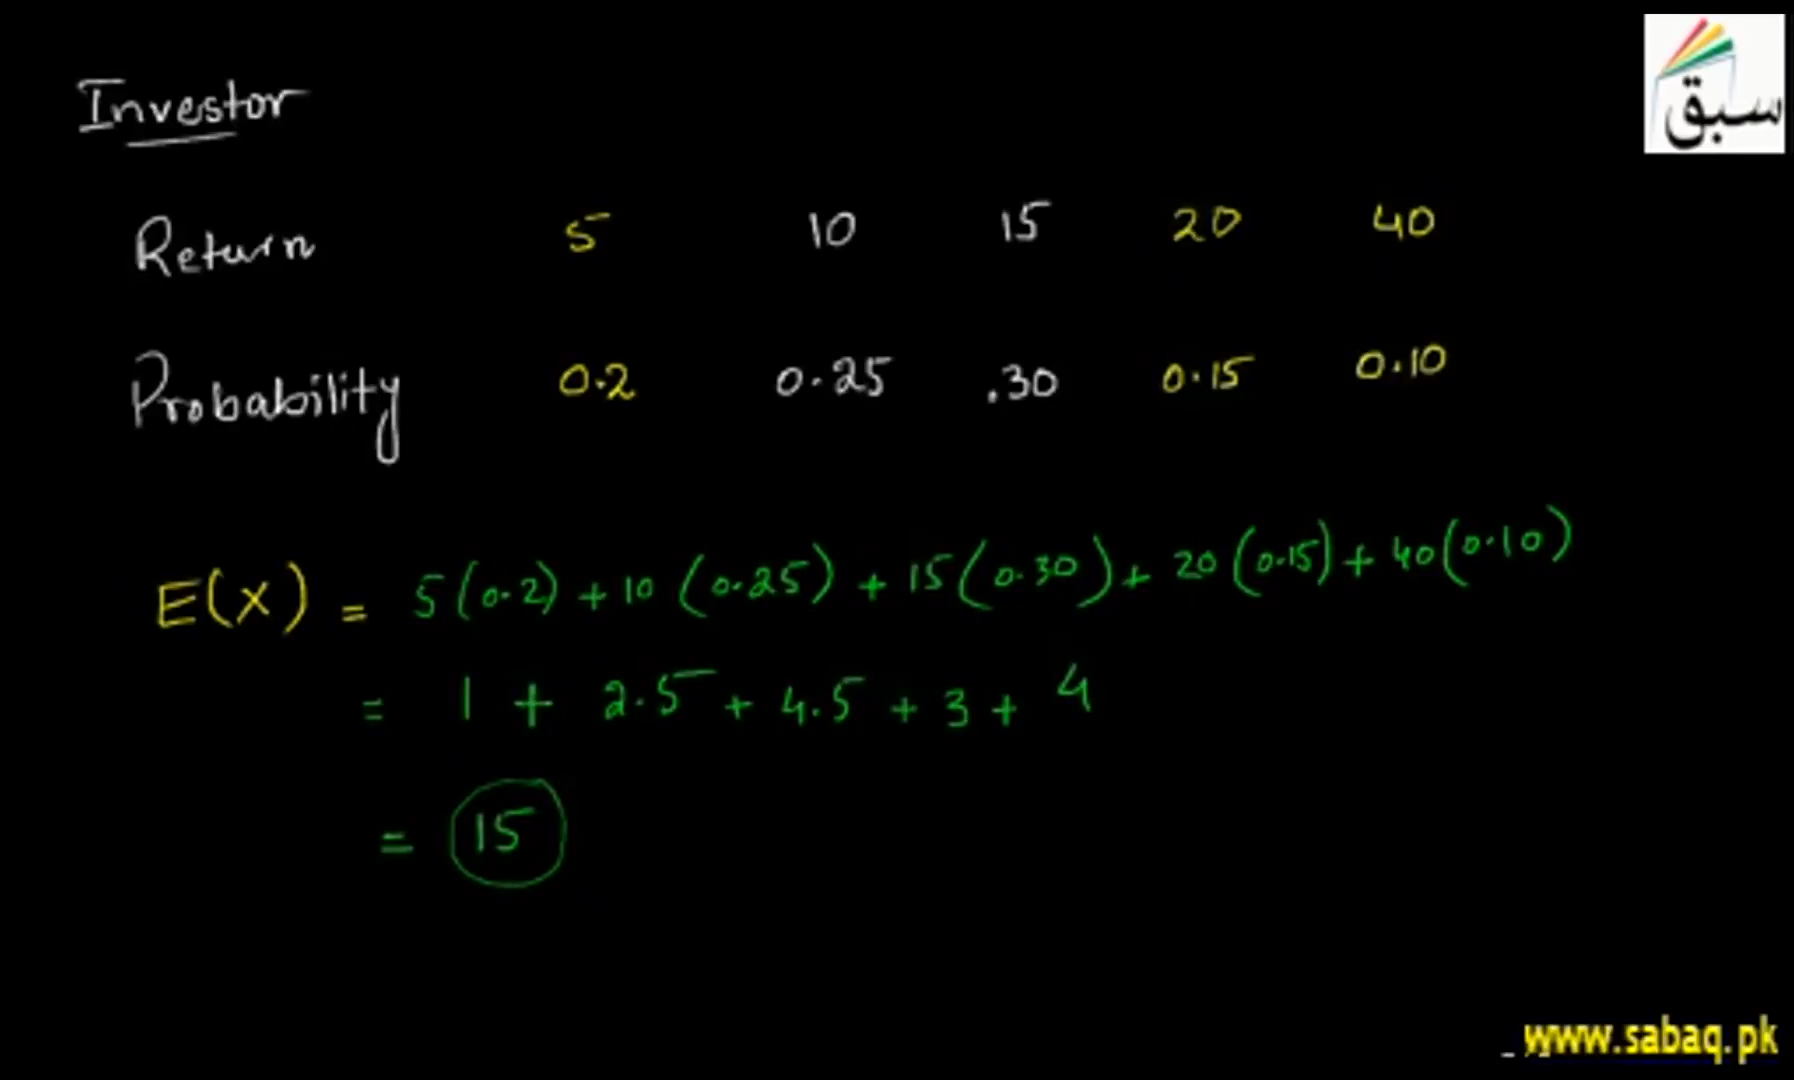 سبق
Investor
Return 5 10 15 20 40
Probability 0.2 0.25 .30 0.15 0.10
E(X) = 5(0.2) + 10(0.25) + 15(0.30) + 20(0.15) + 40(0.10)
= 1 + 2.5 + 4.5 + 3 + 4
= 15
www.sabaq.pk